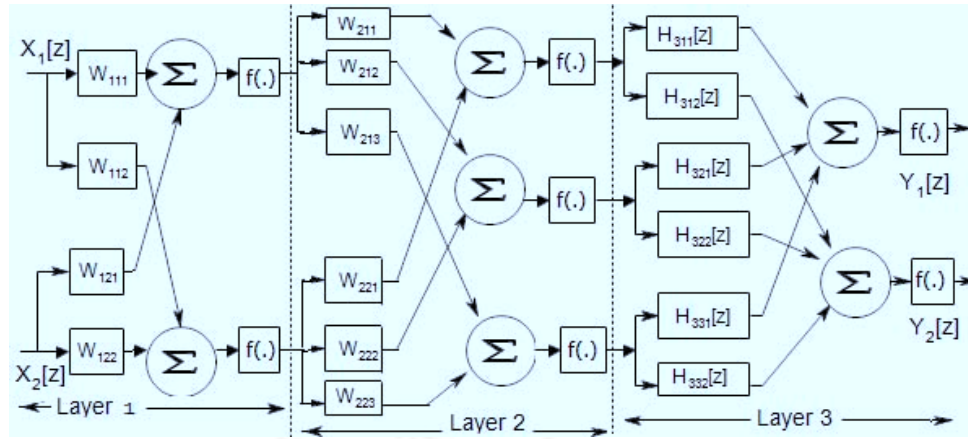 X₁[z]
W₁₁₁
W₁₁₂
W₁₂₁
W₁₂₂
X₂[z]
Σ
Σ
f(.)
f(.)
Layer 1
W₂₁₁
W₂₁₂
W₂₁₃
W₂₂₁
W₂₂₂
W₂₂₃
Σ
Σ
Σ
f(.)
f(.)
f(.)
Layer 2
H₃₁₁[z]
H₃₁₂[z]
H₃₂₁[z]
H₃₂₂[z]
H₃₃₁[z]
H₃₃₂[z]
Σ
Σ
f(.)
Y₁[z]
f(.)
Y₂[z]
Layer 3